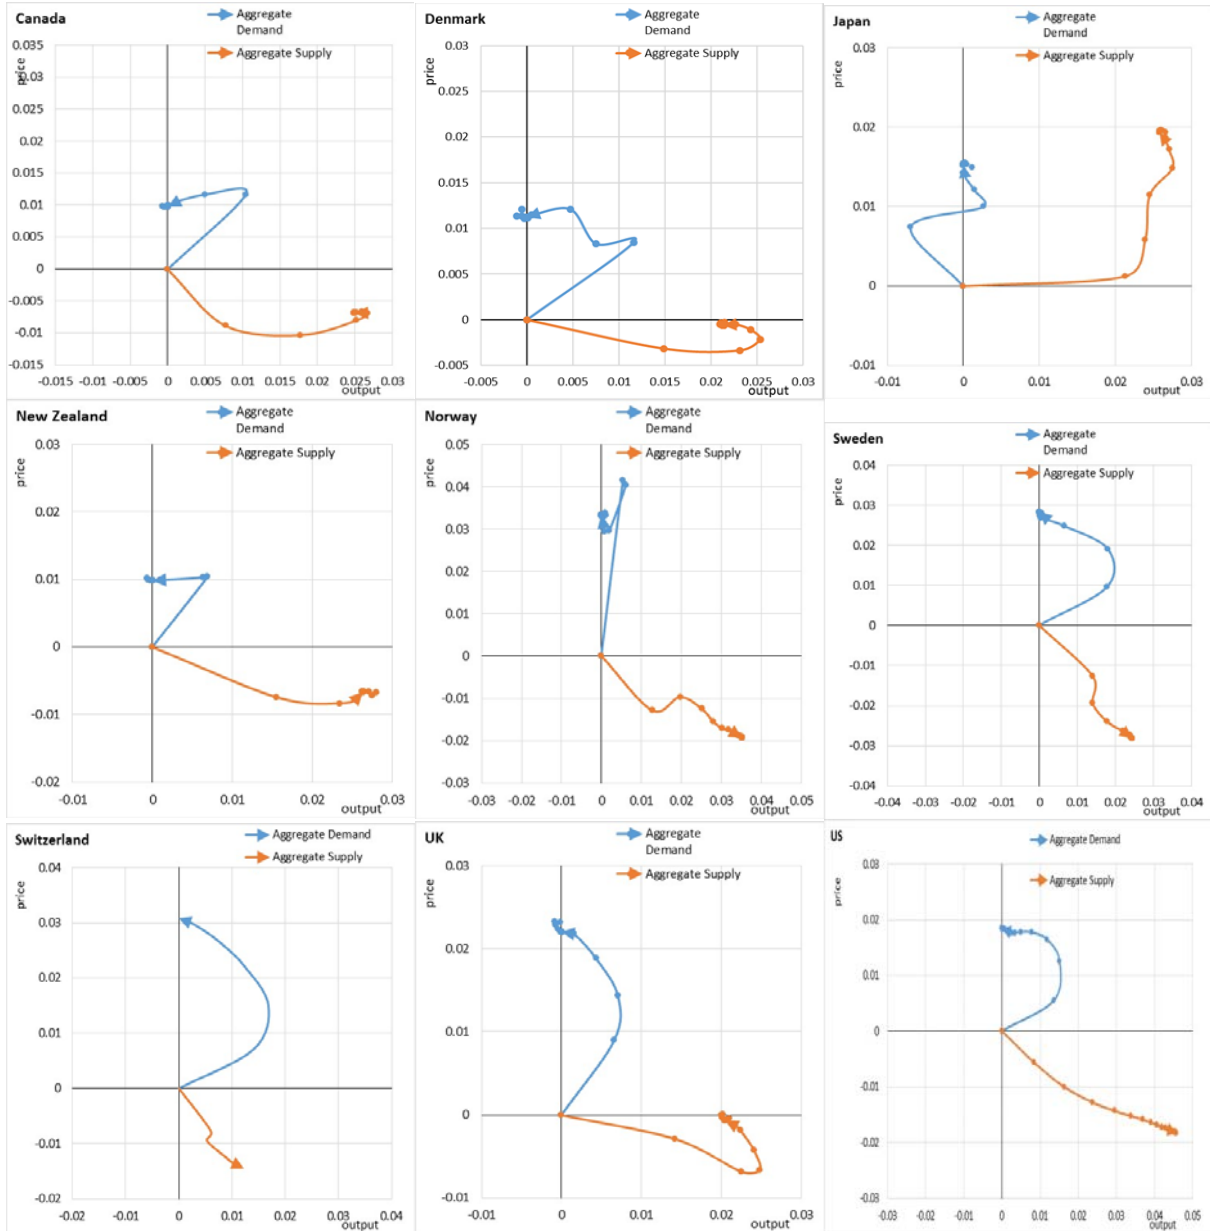 Canada
Aggregate
Demand
Aggregate Supply
price
0.035
0.03
0.025
0.02
0.015
0.01
0.005
0
-0.005
-0.01
-0.015
-0.015 -0.01 -0.005 0 0.005 0.01 0.015 0.02 0.025 0.03
output
Denmark
Aggregate
Demand
Aggregate Supply
price
0.03
0.025
0.02
0.015
0.01
0.005
0
-0.005
-0.005 0 0.005 0.01 0.015 0.02 0.025 0.03
output
Japan
Aggregate
Demand
Aggregate Supply
price
0.03
0.02
0.01
0
-0.01
-0.01 0 0.01 0.02 0.03
output
New Zealand
Aggregate
Demand
Aggregate Supply
price
0.03
0.02
0.01
0
-0.01
-0.02
-0.01 0 0.01 0.02 0.03
output
Norway
Aggregate
Demand
Aggregate Supply
price
0.05
0.04
0.03
0.02
0.01
0
-0.01
-0.02
-0.03
-0.03 -0.02 -0.01 0 0.01 0.02 0.03 0.04 0.05
output
Sweden
Aggregate
Demand
Aggregate Supply
price
0.04
0.03
0.02
0.01
0
-0.01
-0.02
-0.03
-0.04
-0.04 -0.03 -0.02 -0.01 0 0.01 0.02 0.03 0.04
output
Switzerland
Aggregate Demand
Aggregate Supply
price
0.04
0.03
0.02
0.01
0
-0.01
-0.02
-0.02 -0.01 0 0.01 0.02 0.03 0.04
output
UK
Aggregate
Demand
Aggregate Supply
price
0.03
0.02
0.01
0
-0.01
-0.01 0 0.01 0.02 0.03
output
US
Aggregate Demand
Aggregate Supply
price
0.03
0.02
0.01
0
-0.01
-0.02
-0.03
-0.03 -0.02 -0.01 0 0.01 0.02 0.03 0.04 0.05
output